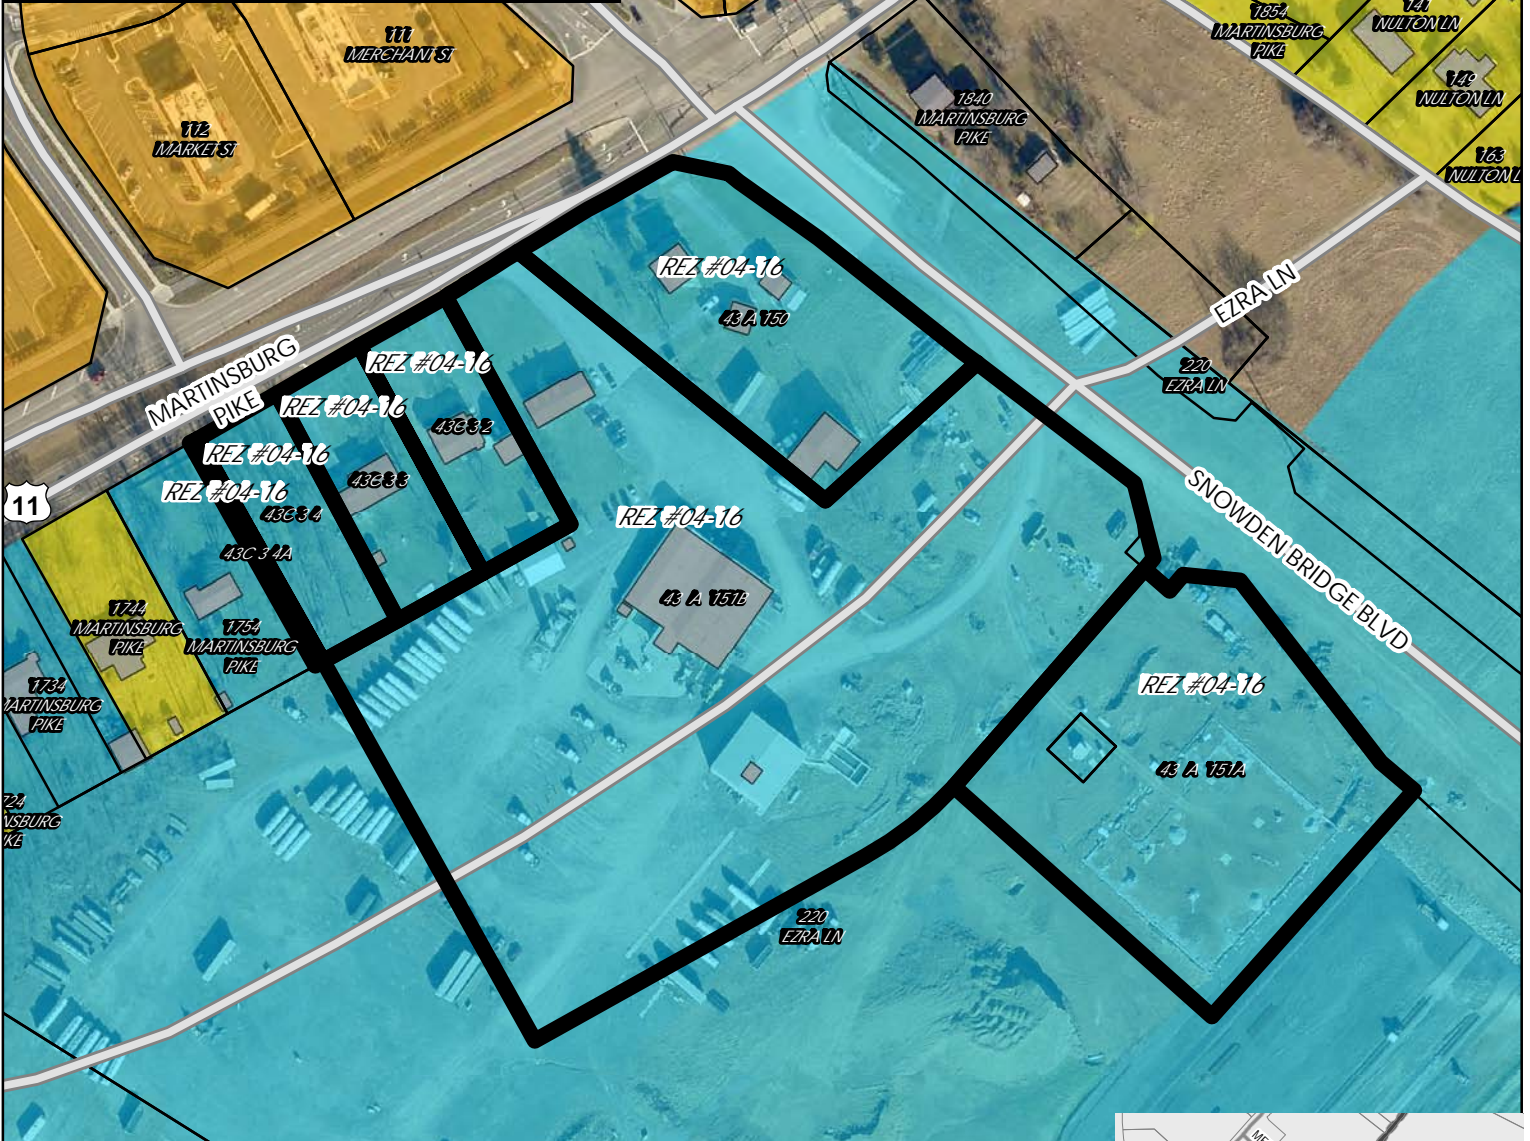 111
MERCHANT ST
112
MARKET ST
1854
MARTINSBURG
PIKE
141
NULTON LN
149
NULTON LN
163
NULTON L
1840
MARTINSBURG
PIKE
EZRA LN
220
EZRA LN
REZ #04-16
43 A 150
MARTINSBURG
PIKE
REZ #04-16
43C 3 2
REZ #04-16
43C 3 3
REZ #04-16
REZ #04-16
43C 3 4
43C 3 4A
11
REZ #04-16
43 A 151B
SNOWDEN BRIDGE BLVD
1744
MARTINSBURG
PIKE
1754
MARTINSBURG
PIKE
1734
MARTINSBURG
PIKE
REZ #04-16
43 A 151A
724
NSBURG
KE
220
EZRA LN
ME